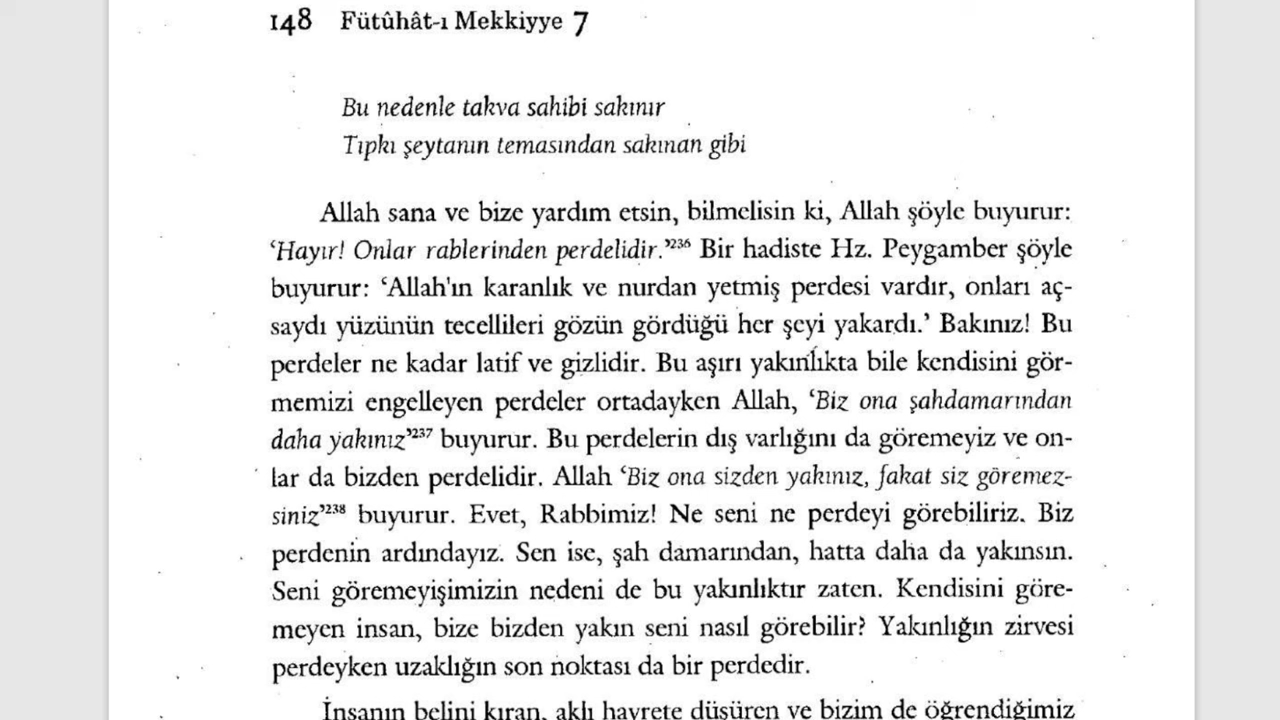 148 Fütûhât-ı Mekkiyye 7
Bu nedenle takva sahibi sakınır
Tıpkı şeytanın temasından sakınan gibi
Allah sana ve bize yardım etsin, bilmelisin ki, Allah şöyle buyurur:
‘Hayır! Onlar rablerinden perdelidir.’²³⁶ Bir hadiste Hz. Peygamber şöyle
buyurur: ‘Allah'ın karanlık ve nurdan yetmiş perdesi vardır, onları aç-
saydı yüzünün tecellileri gözün gördüğü her şeyi yakardı.’ Bakınız! Bu
perdeler ne kadar latif ve gizlidir. Bu aşırı yakınlıkta bile kendisini gör-
memizi engelleyen perdeler ortadayken Allah, ‘Biz ona şahdamarından
daha yakınız’²³⁷ buyurur. Bu perdelerin dış varlığını da göremeyiz ve on-
lar da bizden perdelidir. Allah ‘Biz ona sizden yakınız, fakat siz göremez-
siniz’²³⁸ buyurur. Evet, Rabbimiz! Ne seni ne perdeyi görebiliriz. Biz
perdenin ardındayız. Sen ise, şah damarından, hatta daha da yakınsın.
Seni göremeyişimizin nedeni de bu yakınlıktır zaten. Kendisini göre-
meyen insan, bize bizden yakın seni nasıl görebilir? Yakınlığın zirvesi
perdeyken uzaklığın son noktası da bir perdedir.
İnsanın belini kıran, aklı hayrete düşüren ve bizim de öğrendiğimiz